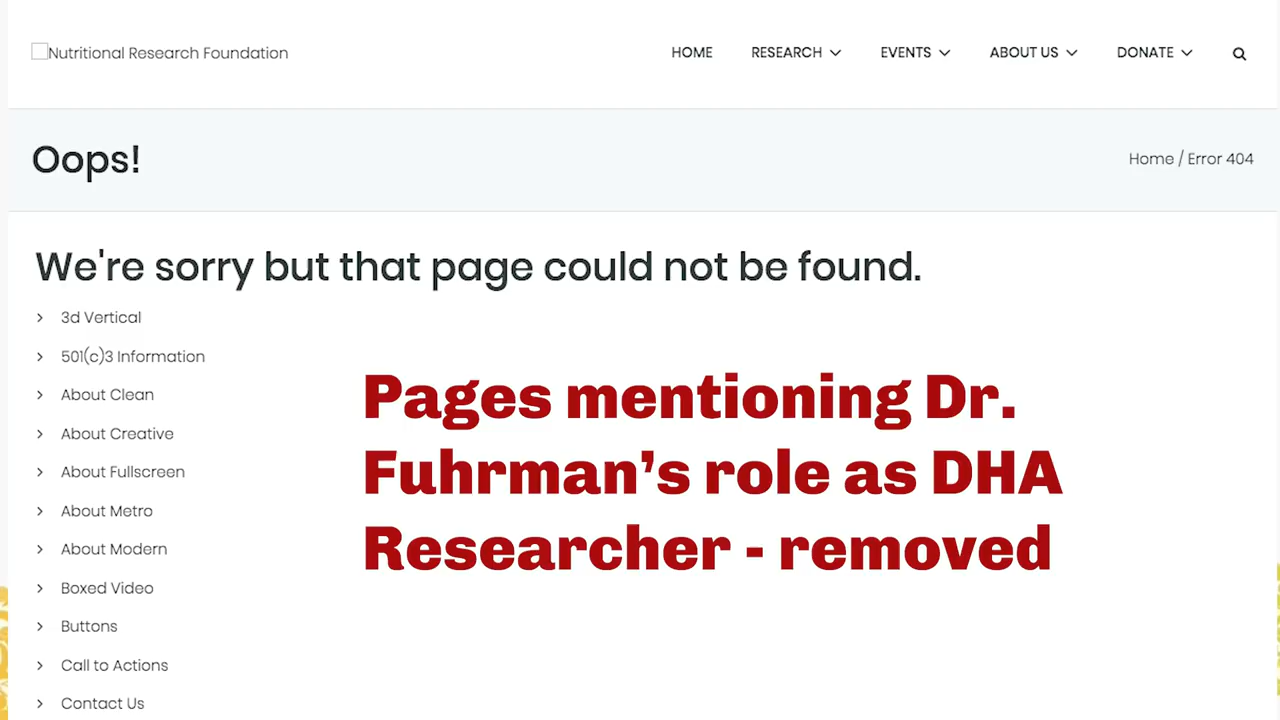 Nutritional Research Foundation
HOME RESEARCH EVENTS ABOUT US DONATE
Oops!
Home / Error 404
We're sorry but that page could not be found.
3d Vertical
501(c)3 Information
About Clean
About Creative
About Fullscreen
About Metro
About Modern
Boxed Video
Buttons
Call to Actions
Contact Us
Pages mentioning Dr.
Fuhrman’s role as DHA
Researcher - removed